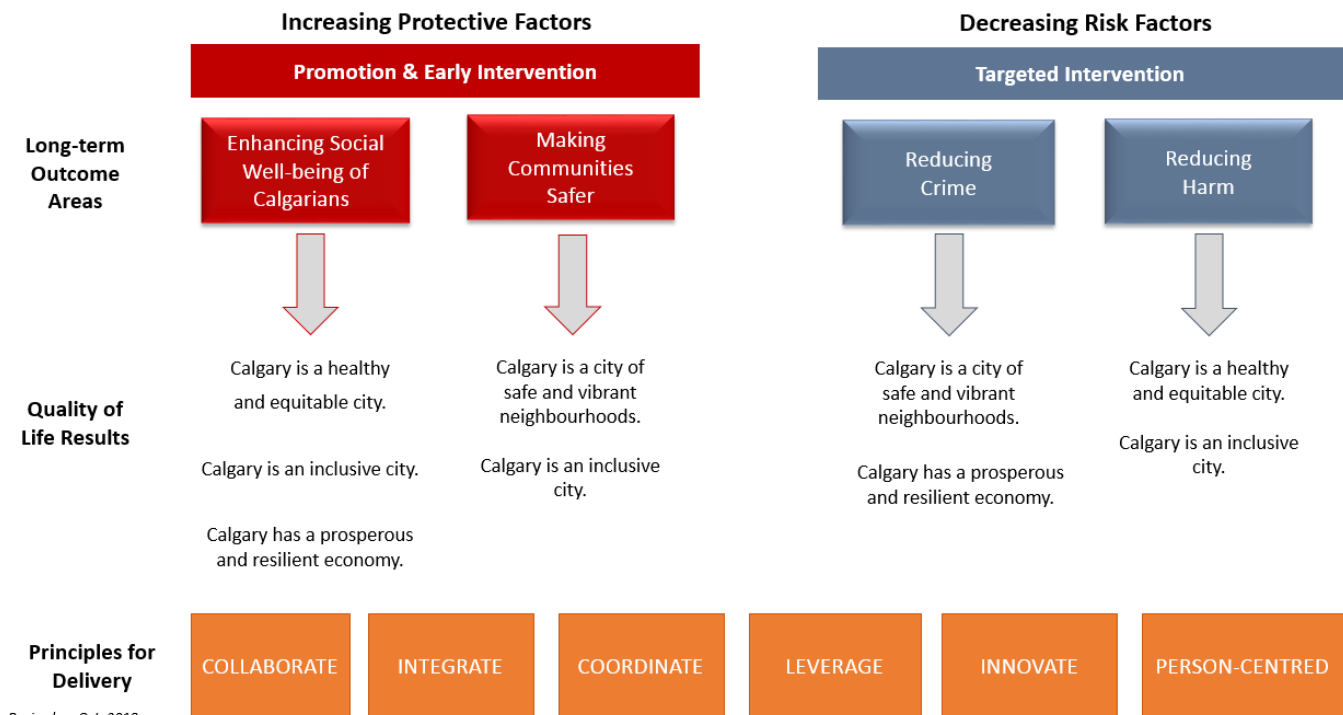 Increasing Protective Factors
Decreasing Risk Factors
Promotion & Early Intervention
Targeted Intervention
Long-term
Outcome
Areas
Enhancing Social
Well-being of
Calgarians
Making
Communities
Safer
Reducing
Crime
Reducing
Harm
Quality of
Life Results
Calgary is a healthy
and equitable city.
Calgary is an inclusive city.
Calgary has a prosperous
and resilient economy.
Calgary is a city of
safe and vibrant
neighbourhoods.
Calgary is an inclusive
city.
Calgary is a city of
safe and vibrant
neighbourhoods.
Calgary has a prosperous
and resilient economy.
Calgary is a healthy
and equitable city.
Calgary is an inclusive
city.
Principles for
Delivery
COLLABORATE
INTEGRATE
COORDINATE
LEVERAGE
INNOVATE
PERSON-CENTRED